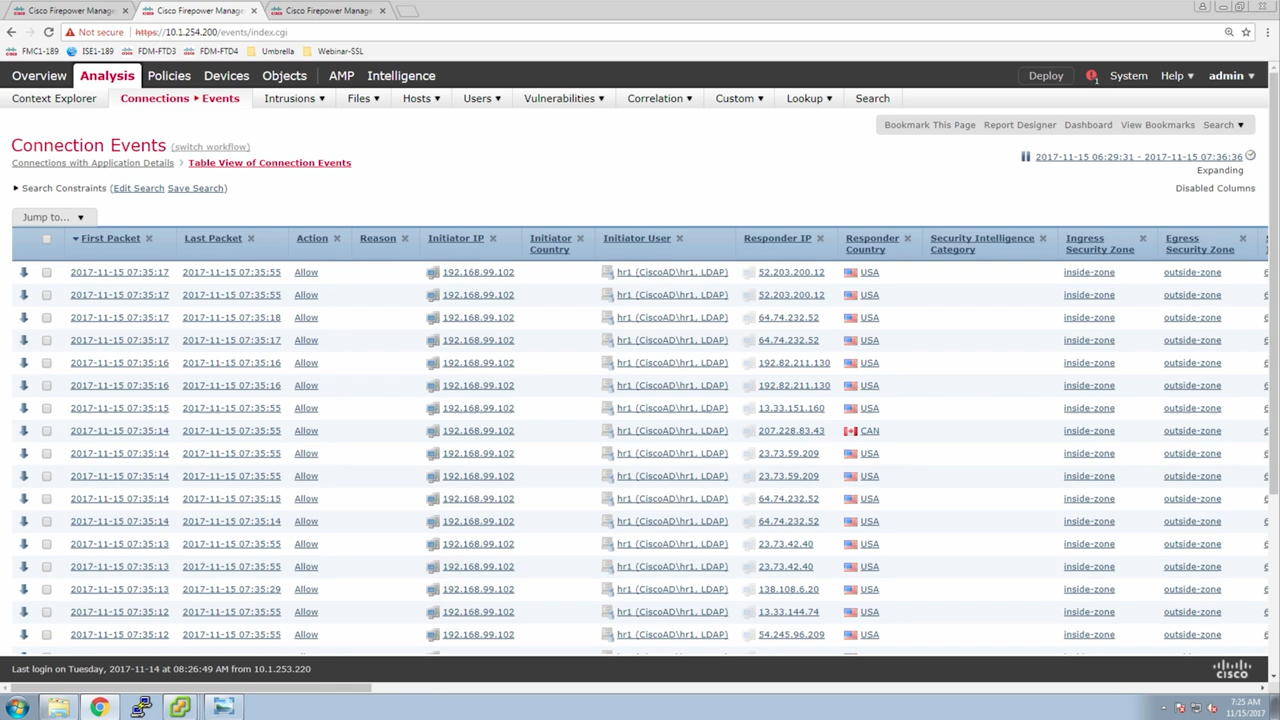 Cisco Firepower Manage
Cisco Firepower Manage
Cisco Firepower Manage
Not secure https://10.1.254.200/events/index.cgi
FMC1-189 ISE1-189 FDM-FTD3 FDM-FTD4 Umbrella Webinar-SSL
Overview Analysis Policies Devices Objects AMP Intelligence Deploy 1 System Help admin
Context Explorer Connections Events Intrusions Files Hosts Users Vulnerabilities Correlation Custom Lookup Search
Bookmark This Page Report Designer Dashboard View Bookmarks Search
Connection Events (switch workflow)
Connections with Application Details > Table View of Connection Events
2017-11-15 06:29:31 - 2017-11-15 07:36:36
Expanding
Search Constraints (Edit Search Save Search) Disabled Columns
Jump to...
First Packet Last Packet Action Reason Initiator IP Initiator Country Initiator User Responder IP Responder Country Security Intelligence Category Ingress Security Zone Egress Security Zone
2017-11-15 07:35:17 2017-11-15 07:35:55 Allow 192.168.99.102 hr1 (CiscoAD\hr1, LDAP) 52.203.200.12 USA inside-zone outside-zone
2017-11-15 07:35:17 2017-11-15 07:35:55 Allow 192.168.99.102 hr1 (CiscoAD\hr1, LDAP) 52.203.200.12 USA inside-zone outside-zone
2017-11-15 07:35:17 2017-11-15 07:35:18 Allow 192.168.99.102 hr1 (CiscoAD\hr1, LDAP) 64.74.232.52 USA inside-zone outside-zone
2017-11-15 07:35:17 2017-11-15 07:35:17 Allow 192.168.99.102 hr1 (CiscoAD\hr1, LDAP) 64.74.232.52 USA inside-zone outside-zone
2017-11-15 07:35:16 2017-11-15 07:35:55 Allow 192.168.99.102 hr1 (CiscoAD\hr1, LDAP) 192.82.211.130 USA inside-zone outside-zone
2017-11-15 07:35:16 2017-11-15 07:35:55 Allow 192.168.99.102 hr1 (CiscoAD\hr1, LDAP) 192.82.211.130 USA inside-zone outside-zone
2017-11-15 07:35:15 2017-11-15 07:35:55 Allow 192.168.99.102 hr1 (CiscoAD\hr1, LDAP) 13.33.151.160 USA inside-zone outside-zone
2017-11-15 07:35:14 2017-11-15 07:35:55 Allow 192.168.99.102 hr1 (CiscoAD\hr1, LDAP) 207.228.83.43 CAN inside-zone outside-zone
2017-11-15 07:35:14 2017-11-15 07:35:55 Allow 192.168.99.102 hr1 (CiscoAD\hr1, LDAP) 23.73.59.209 USA inside-zone outside-zone
2017-11-15 07:35:14 2017-11-15 07:35:55 Allow 192.168.99.102 hr1 (CiscoAD\hr1, LDAP) 23.73.59.209 USA inside-zone outside-zone
2017-11-15 07:35:14 2017-11-15 07:35:15 Allow 192.168.99.102 hr1 (CiscoAD\hr1, LDAP) 64.74.232.52 USA inside-zone outside-zone
2017-11-15 07:35:14 2017-11-15 07:35:14 Allow 192.168.99.102 hr1 (CiscoAD\hr1, LDAP) 64.74.232.52 USA inside-zone outside-zone
2017-11-15 07:35:13 2017-11-15 07:35:55 Allow 192.168.99.102 hr1 (CiscoAD\hr1, LDAP) 23.73.42.40 USA inside-zone outside-zone
2017-11-15 07:35:13 2017-11-15 07:35:55 Allow 192.168.99.102 hr1 (CiscoAD\hr1, LDAP) 23.73.42.40 USA inside-zone outside-zone
2017-11-15 07:35:13 2017-11-15 07:35:29 Allow 192.168.99.102 hr1 (CiscoAD\hr1, LDAP) 138.108.6.20 USA inside-zone outside-zone
2017-11-15 07:35:12 2017-11-15 07:35:55 Allow 192.168.99.102 hr1 (CiscoAD\hr1, LDAP) 13.33.144.74 USA inside-zone outside-zone
2017-11-15 07:35:12 2017-11-15 07:35:55 Allow 192.168.99.102 hr1 (CiscoAD\hr1, LDAP) 54.245.96.209 USA inside-zone outside-zone
Last login on Tuesday, 2017-11-14 at 08:26:49 AM from 10.1.253.220 cisco
7:25 AM
11/15/2017